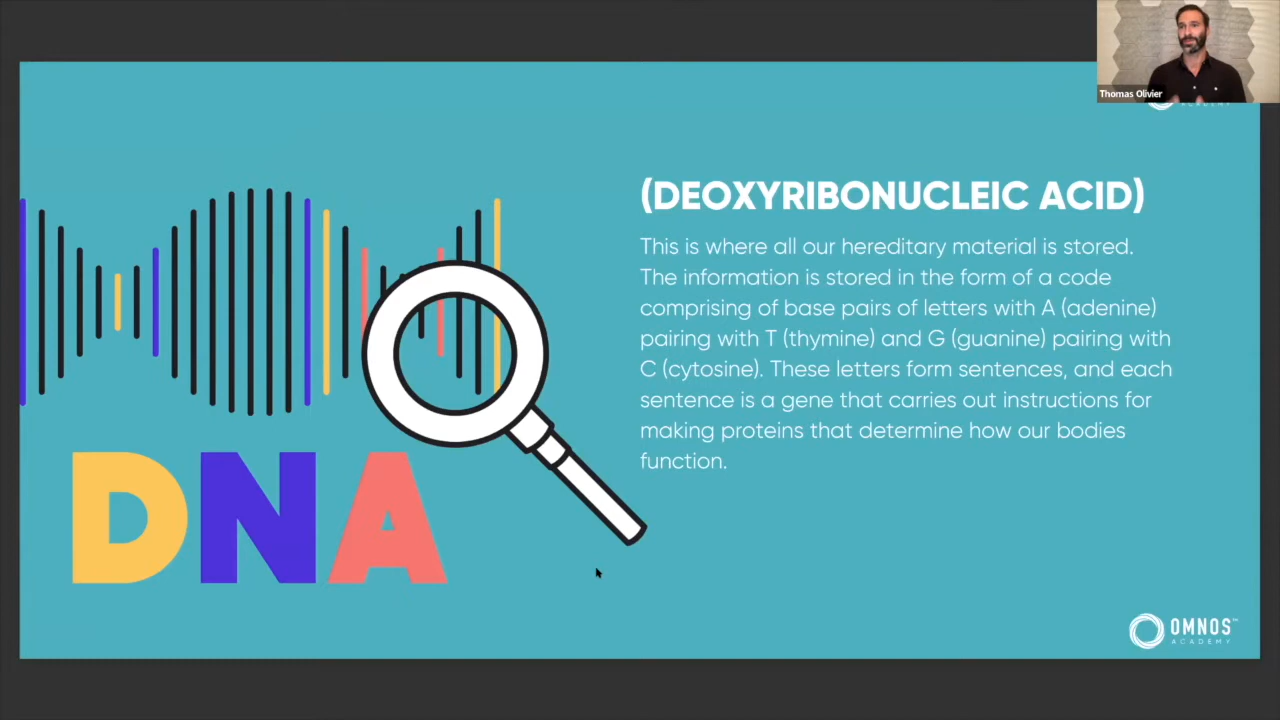 Thomas Olivier
ACADEMY
(DEOXYRIBONUCLEIC ACID)
This is where all our hereditary material is stored.
The information is stored in the form of a code
comprising of base pairs of letters with A (adenine)
pairing with T (thymine) and G (guanine) pairing with
C (cytosine). These letters form sentences, and each
sentence is a gene that carries out instructions for
making proteins that determine how our bodies
function.
DNA
OMNOS™
ACADEMY